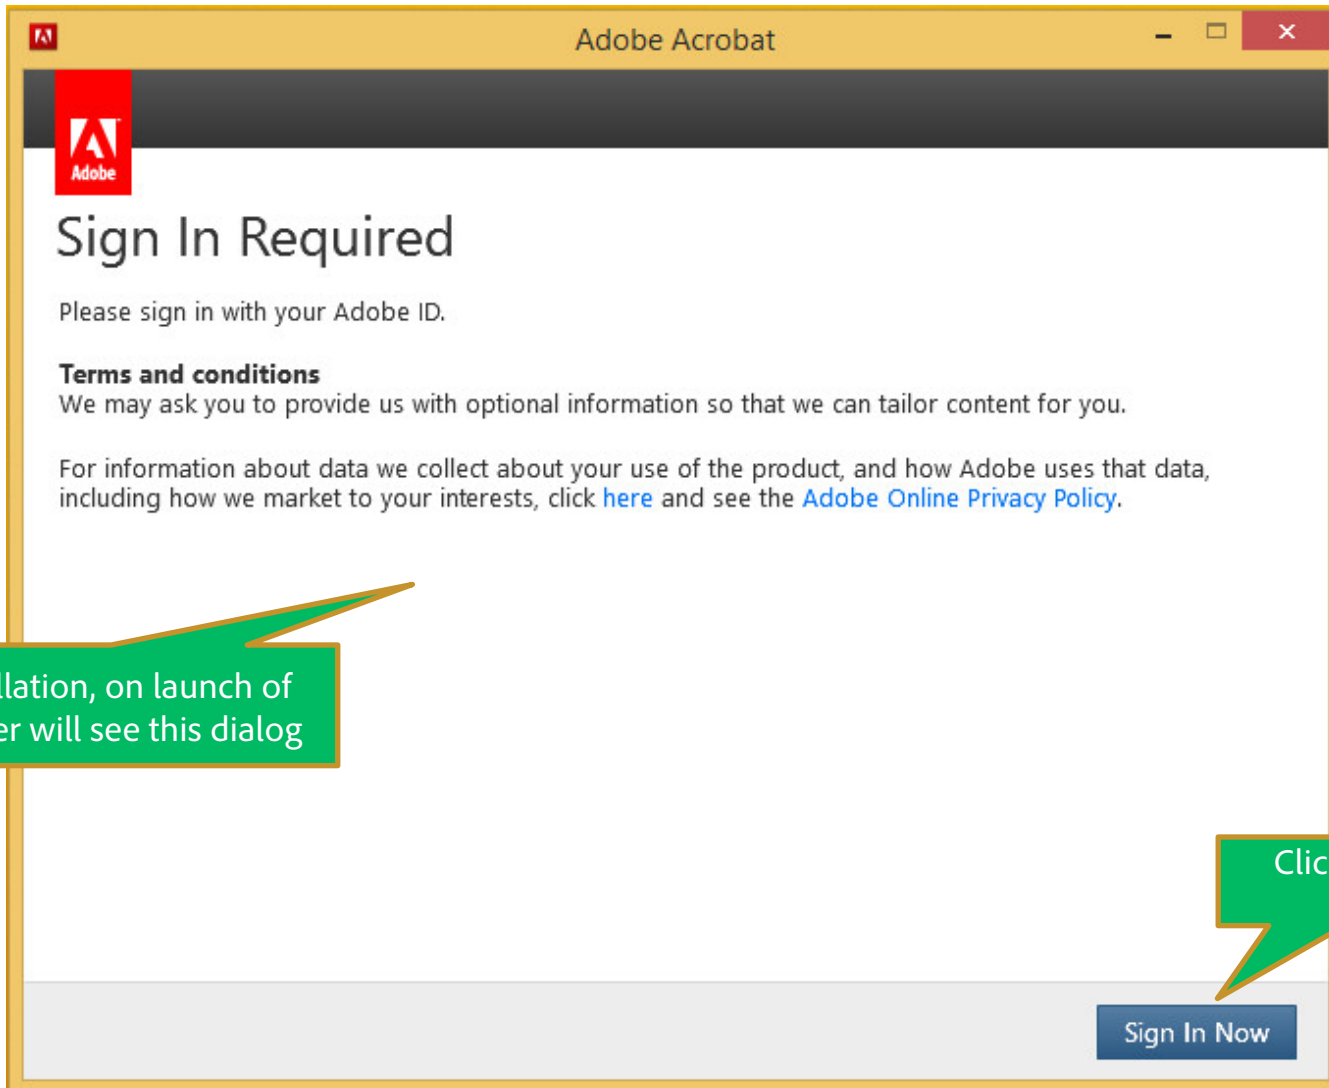 Adobe Acrobat
Adobe
Sign In Required
Please sign in with your Adobe ID.
Terms and conditions
We may ask you to provide us with optional information so that we can tailor content for you.
For information about data we collect about your use of the product, and how Adobe uses that data,
including how we market to your interests, click here and see the Adobe Online Privacy Policy.
llation, on launch of
er will see this dialog
Clic
Sign In Now